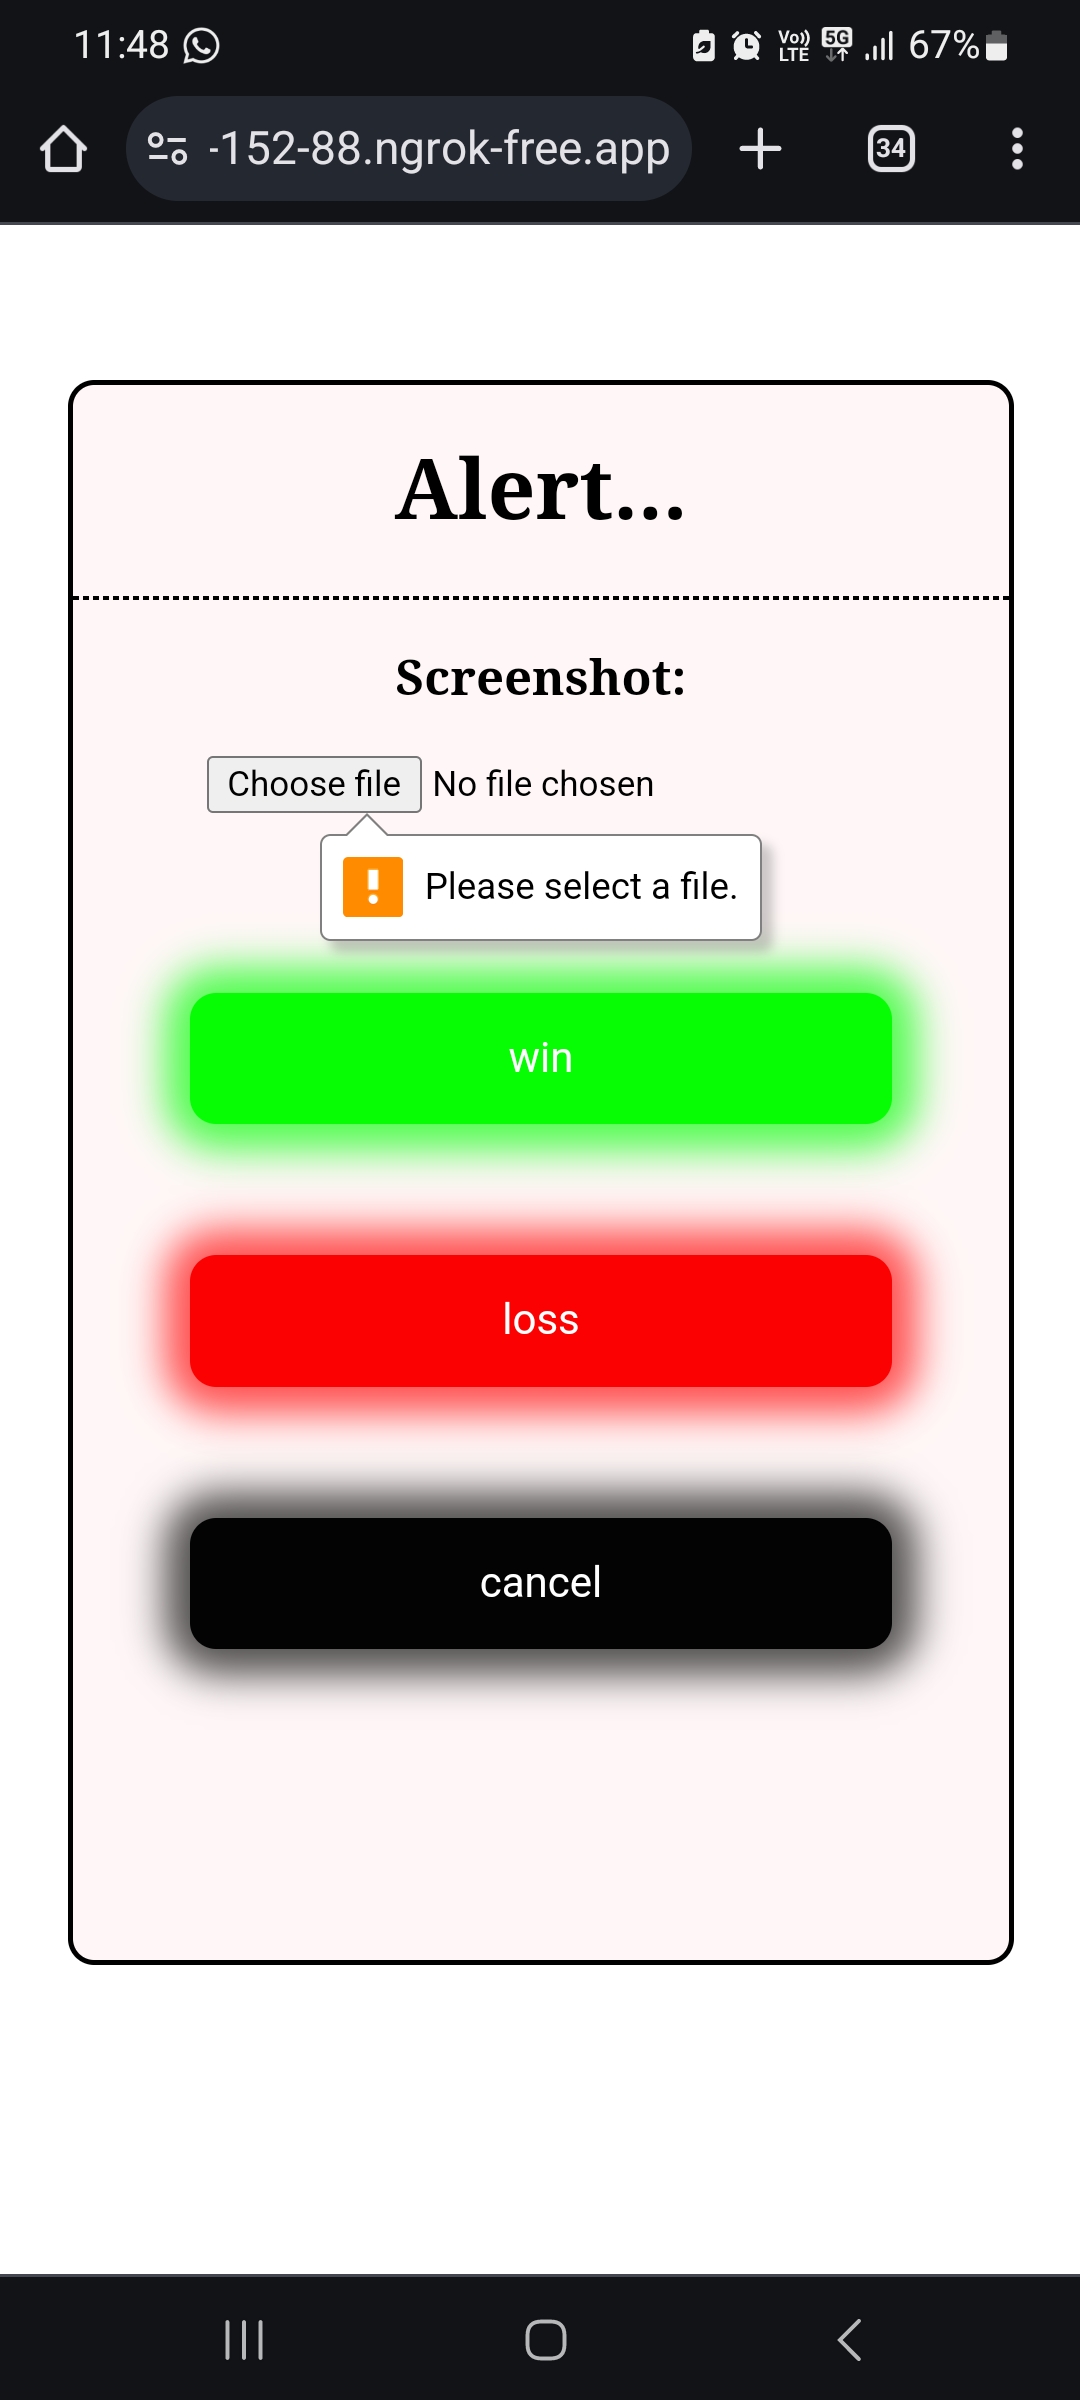 11:48
Vo)) LTE 5G 67%
-152-88.ngrok-free.app
34
Alert...
Screenshot:
Choose file No file chosen
Please select a file.
win
loss
cancel